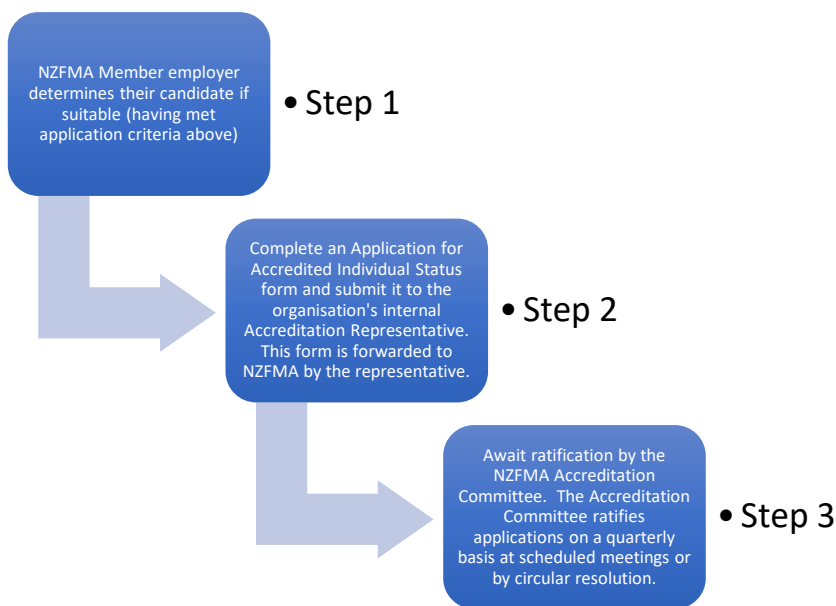 NZFMA Member employer
determines their candidate if
suitable (having met
application criteria above)
• Step 1
Complete an Application for
Accredited Individual Status
form and submit it to the
organisation's internal
Accreditation Representative.
This form is forwarded to
NZFMA by the representative.
• Step 2
Await ratification by the
NZFMA Accreditation
Committee.  The Accreditation
Committee ratifies
applications on a quarterly
basis at scheduled meetings or
by circular resolution.
• Step 3